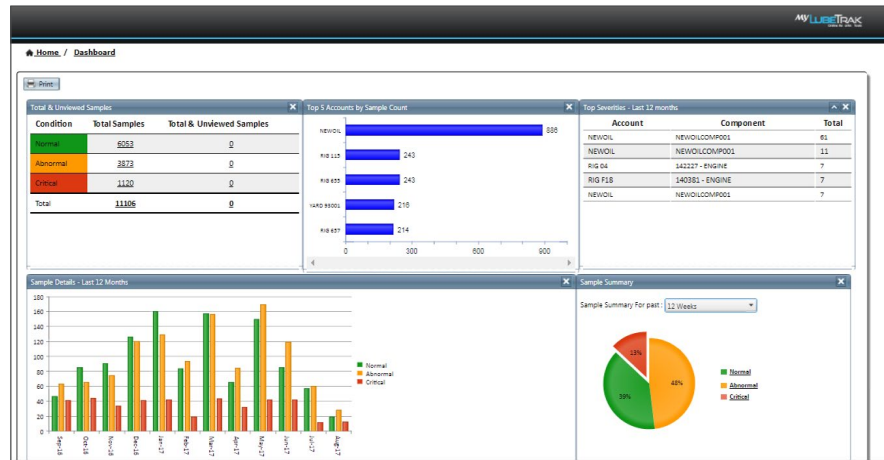 MY LUBETRAK
Home / Dashboard
Print
Total & Unviewed Samples
Condition Total Samples Total & Unviewed Samples
Normal 6053 0
Abnormal 3873 0
Critical 1120 0
Total 11106 0
Top 5 Accounts by Sample Count
NEWOIL 886
RIG 115 243
RIG 655 243
YARD 95001 216
RIG 657 214
0 300 600 900
Top Severities - Last 12 months
Account Component Total
NEWOIL NEWOILCOMP001 61
NEWOIL NEWOILCOMP001 11
RIG 04 142227 - ENGINE 7
RIG F18 140381 - ENGINE 7
NEWOIL NEWOILCOMP001 7
Sample Details - Last 12 Months
180
160
140
120
100
80
60
40
20
0
Sep-16 Oct-16 Nov-16 Dec-16 Jan-17 Feb-17 Mar-17 Apr-17 May-17 Jun-17 Jul-17 Aug-17
Normal
Abnormal
Critical
Sample Summary
Sample Summary For past : 12 Weeks
13%
48%
39%
Normal
Abnormal
Critical